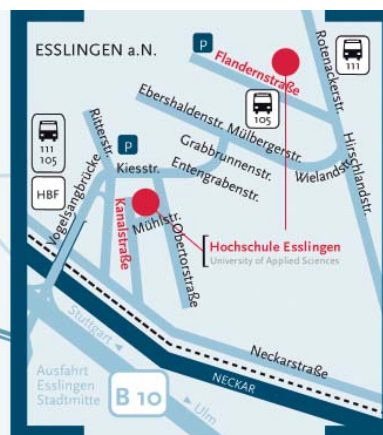 ESSLINGEN a.N.
P
Flandernstraße
Rotenackerstr.
111
105
Ebershaldenstr.
Mülbergerstr.
111
105
HBF
Ritterstr.
P
Grabbrunnenstr.
Entengrabenstr.
Wielandstr.
Hirschlandstr.
Kiesstr.
Vogelsangbrücke
Kanalstraße
Mühlstr.
Obertorstraße
Hochschule Esslingen
University of Applied Sciences
Stuttgart
Neckarstraße
NECKAR
Ausfahrt
Esslingen
Stadtmitte
B 10
Ulm